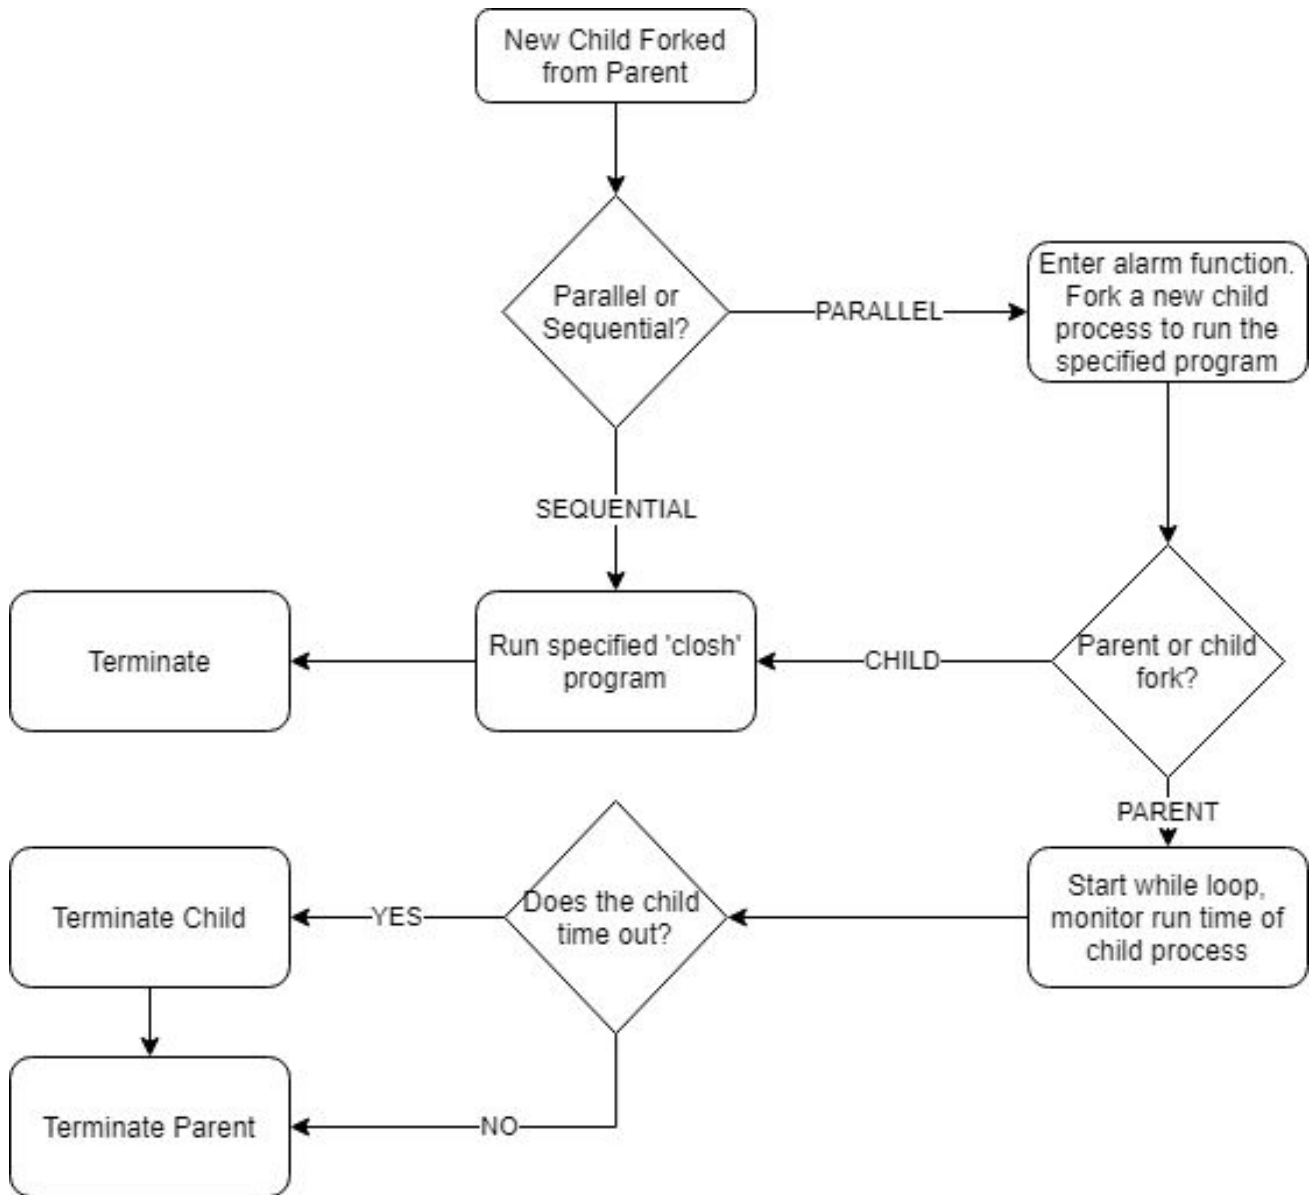 New Child Forked
from Parent
Parallel or
Sequential?
PARALLEL
Enter alarm function.
Fork a new child
process to run the
specified program
SEQUENTIAL
Terminate
Run specified 'closh'
program
CHILD
Parent or child
fork?
PARENT
Terminate Child
YES
Does the child
time out?
Start while loop,
monitor run time of
child process
Terminate Parent
NO